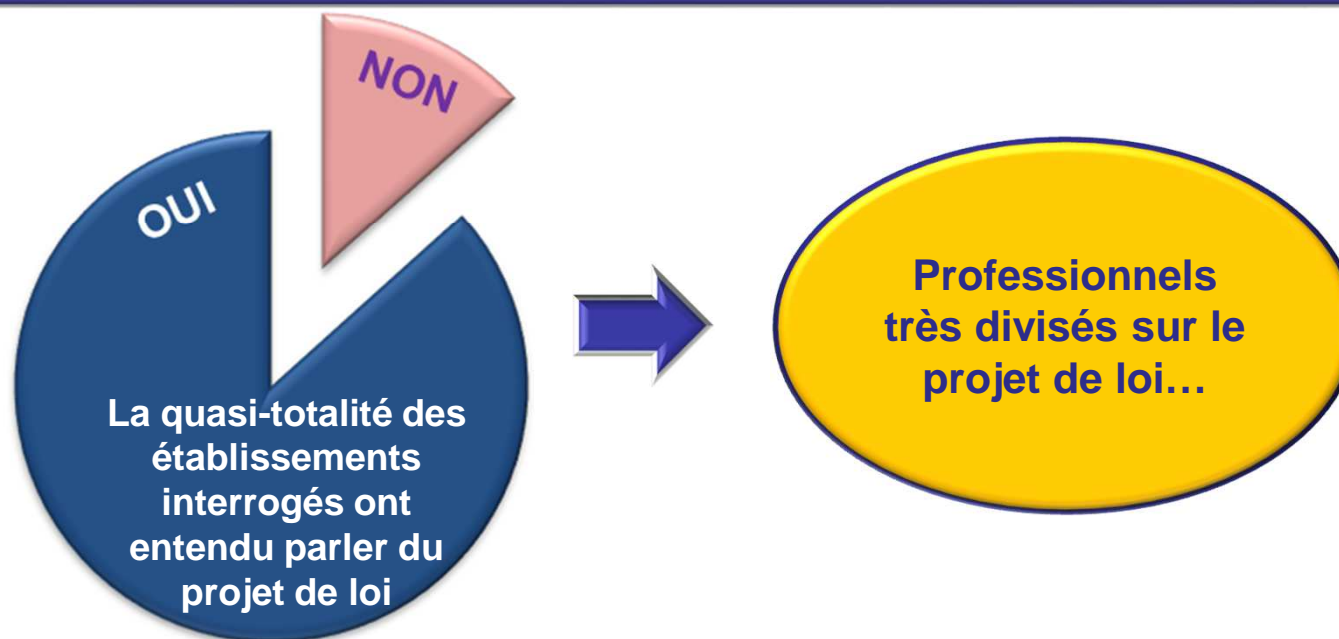 NON
OUI
La quasi-totalité des
établissements
interrogés ont
entendu parler du
projet de loi
Professionnels
très divisés sur le
projet de loi…